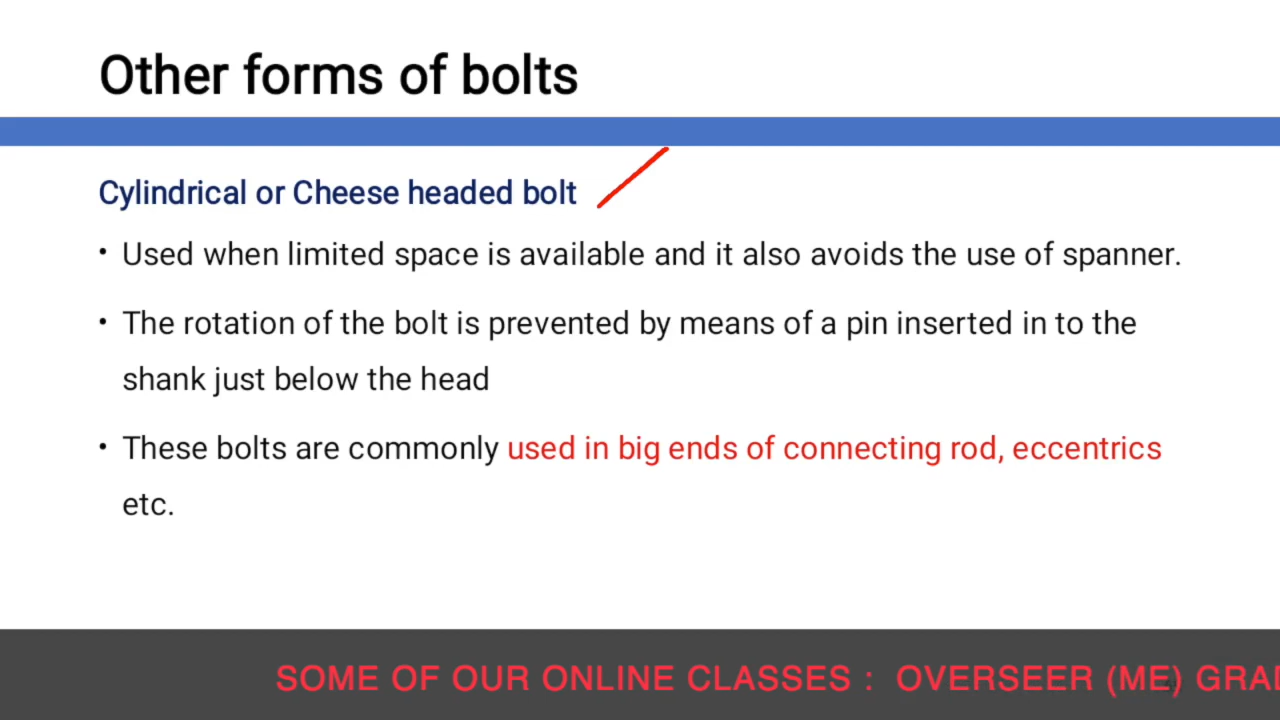 Other forms of bolts
Cylindrical or Cheese headed bolt
• Used when limited space is available and it also avoids the use of spanner.
• The rotation of the bolt is prevented by means of a pin inserted in to the
shank just below the head
• These bolts are commonly used in big ends of connecting rod, eccentrics
etc.
SOME OF OUR ONLINE CLASSES : OVERSEER (ME) GRA